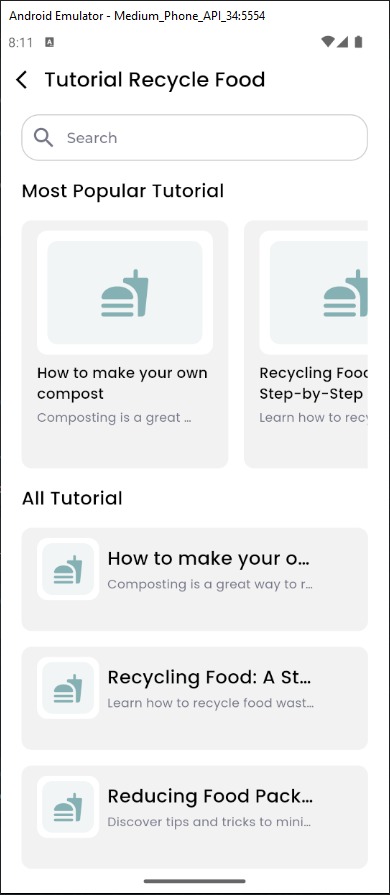 Android Emulator - Medium_Phone_API_34:5554
8:11
A
Tutorial Recycle Food
Search
Most Popular Tutorial
How to make your own
compost
Composting is a great ...
Recycling Food
Step-by-Step
Learn how to recy
All Tutorial
How to make your o...
Composting is a great way to r...
Recycling Food: A St...
Learn how to recycle food wast...
Reducing Food Pack...
Discover tips and tricks to mini...